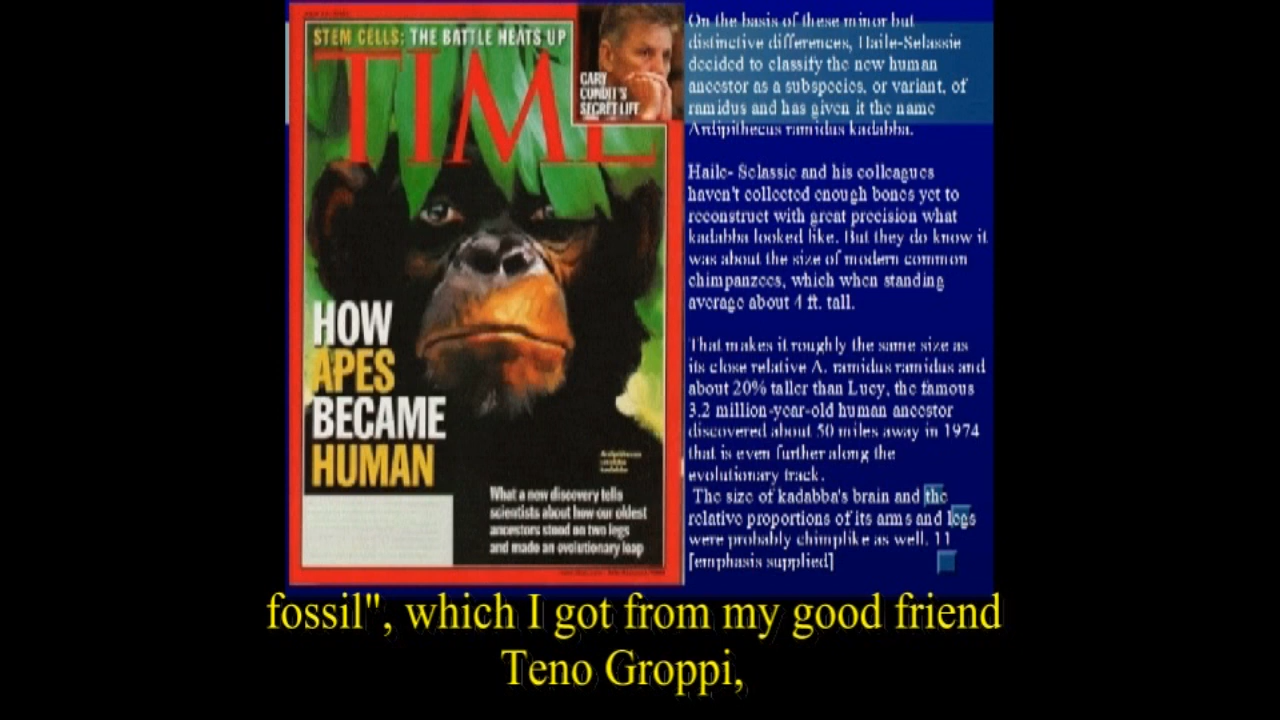 STEM CELLS: THE BATTLE HEATS UP
TIME
GARY
CONDIT'S
SECRET LIFE
HOW
APES
BECAME
HUMAN
Ardipithecus
ramidus
kadabba
What a new discovery tells
scientists about how our oldest
ancestors stood on two legs
and made an evolutionary leap
On the basis of these minor but
distinctive differences, Haile-Selassie
decided to classify the new human
ancestor as a subspecies, or variant, of
ramidus and has given it the name
Ardipithecus ramidus kadabba.
Haile- Selassie and his colleagues
haven't collected enough bones yet to
reconstruct with great precision what
kadabba looked like. But they do know it
was about the size of modern common
chimpanzees, which when standing
average about 4 ft. tall.
That makes it roughly the same size as
its close relative A. ramidus ramidus and
about 20% taller than Lucy, the famous
3.2 million-year-old human ancestor
discovered about 50 miles away in 1974
that is even further along the
evolutionary track.
The size of kadabba's brain and the
relative proportions of its arms and legs
were probably chimplike as well. 11
[emphasis supplied]
fossil", which I got from my good friend
Teno Groppi,